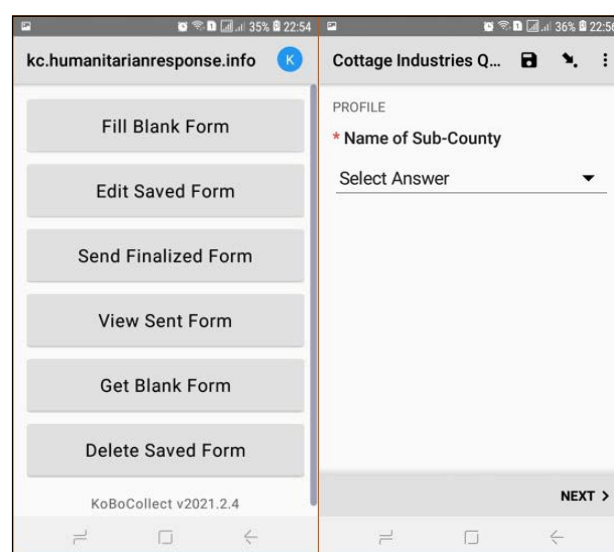 35% 22:54
kc.humanitarianresponse.info K
Fill Blank Form
Edit Saved Form
Send Finalized Form
View Sent Form
Get Blank Form
Delete Saved Form
KoBoCollect v2021.2.4
36% 22:56
Cottage Industries Q...
PROFILE
* Name of Sub-County
Select Answer
NEXT >